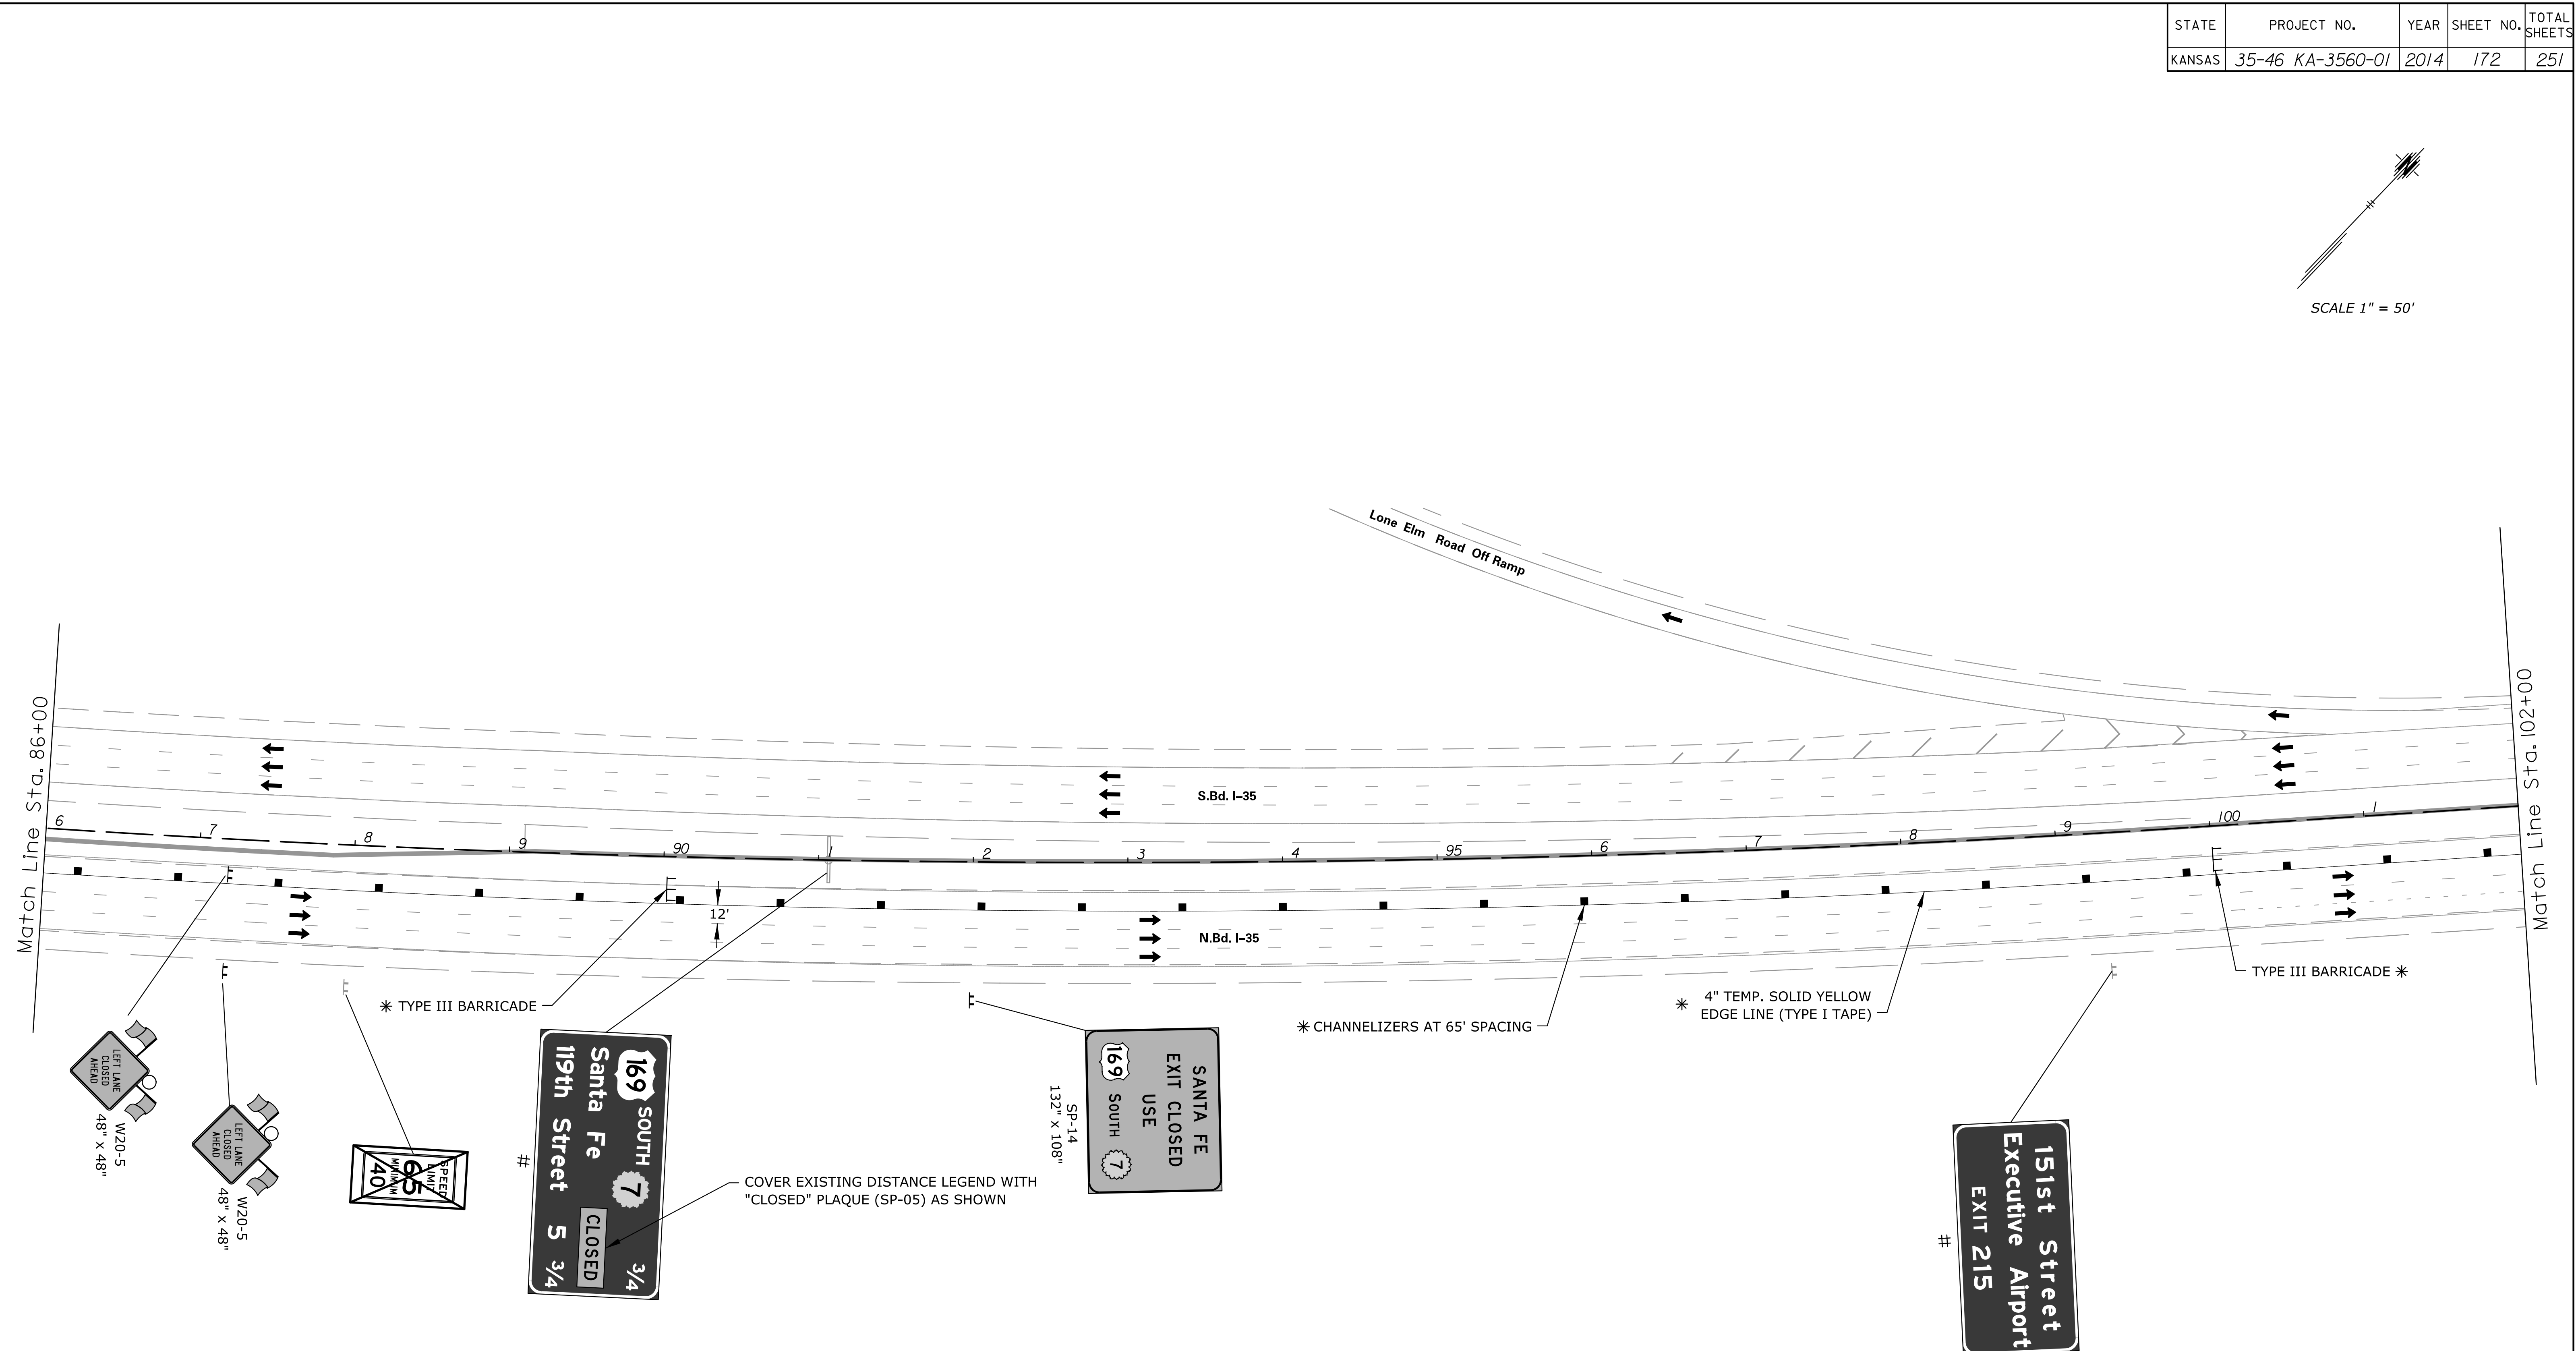 STATE PROJECT NO. YEAR SHEET NO. TOTAL SHEETS
KANSAS 35-46 KA-3560-01 2014 172 251
SCALE 1" = 50'
Lone Elm Road Off Ramp
Match Line Sta. 86+00
Match Line Sta. 102+00
S.Bd. I-35
6 7 8 9 90 1 2 3 4 95 6 7 8 9 100 1
12'
N.Bd. I-35
TYPE III BARRICADE *
* TYPE III BARRICADE
* CHANNELIZERS AT 65' SPACING
* 4" TEMP. SOLID YELLOW
EDGE LINE (TYPE I TAPE)
LEFT LANE
CLOSED
AHEAD
W20-5
48" x 48"
LEFT LANE
CLOSED
AHEAD
W20-5
48" x 48"
SPEED
LIMIT
65
MINIMUM
40
169 SOUTH 7 3/4
Santa Fe CLOSED
119th Street 5 3/4
#
COVER EXISTING DISTANCE LEGEND WITH
"CLOSED" PLAQUE (SP-05) AS SHOWN
SANTA FE
EXIT CLOSED
USE
169 SOUTH 7
SP-14
132" x 108"
151st Street
Executive Airport
EXIT 215
#